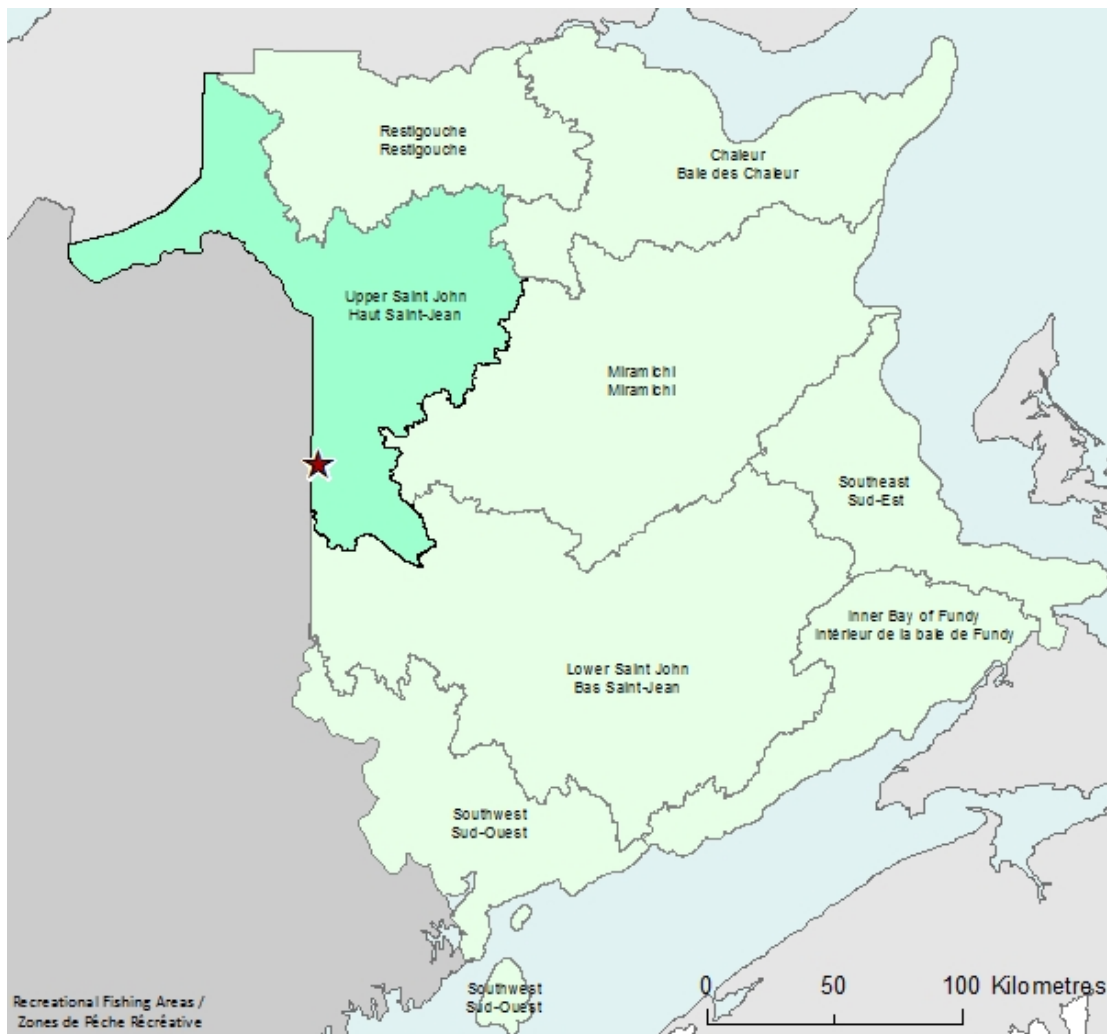 Restigouche
Restigouche
Chaleur
Baie des Chaleur
Upper Saint John
Haut Saint-Jean
Miramichi
Miramichi
Southeast
Sud-Est
Inner Bay of Fundy
Intérieur de la baie de Fundy
Lower Saint John
Bas Saint-Jean
Southwest
Sud-Ouest
Southwest
Sud-Ouest
0 50 100 Kilometres
Recreational Fishing Areas /
Zones de Pêche Récréative